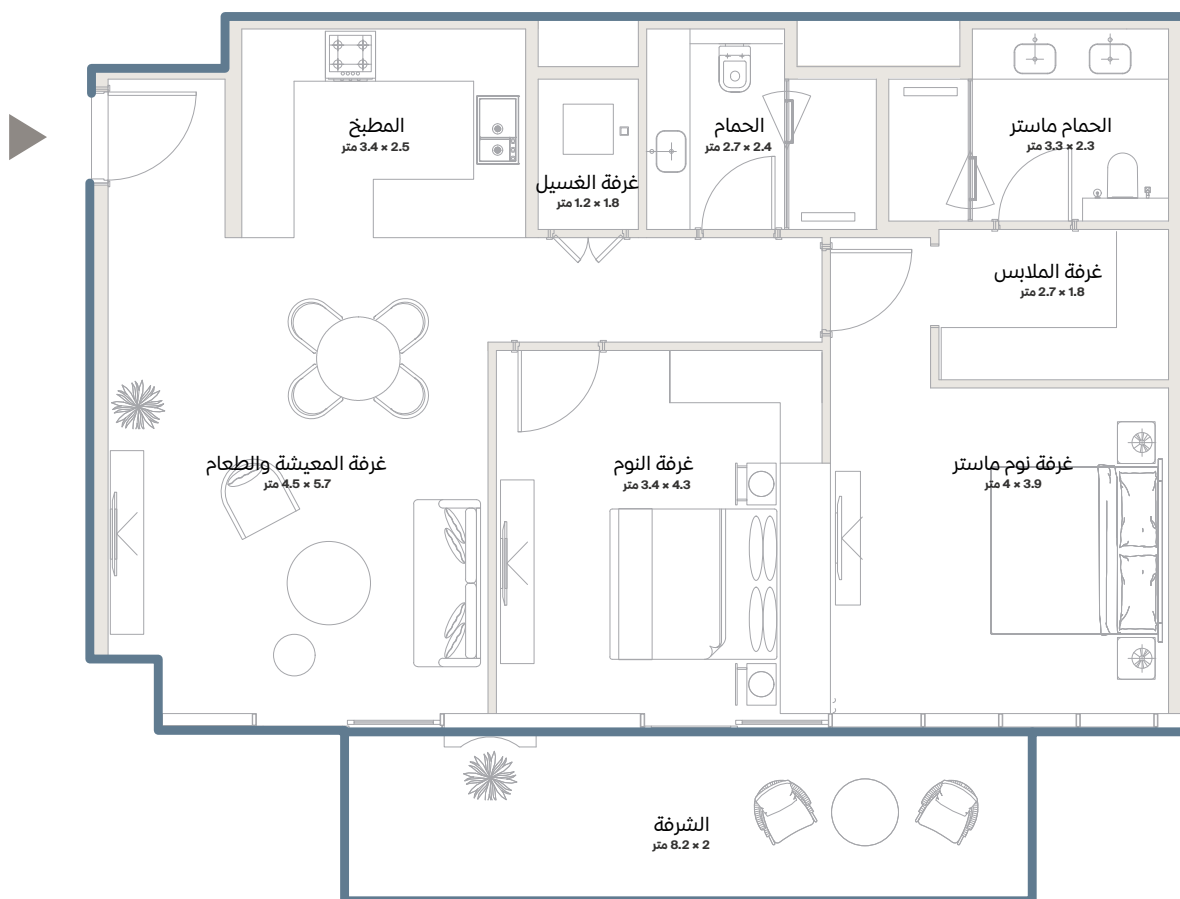 المطبخ
3.4 × 2.5 متر
الحمام
2.7 × 2.4 متر
الحمام ماستر
3.3 × 2.3 متر
غرفة الغسيل
1.2 × 1.8 متر
غرفة الملابس
2.7 × 1.8 متر
غرفة المعيشة والطعام
4.5 × 5.7 متر
غرفة النوم
3.4 × 4.3 متر
غرفة نوم ماستر
4 × 3.9 متر
الشرفة
8.2 × 2 متر